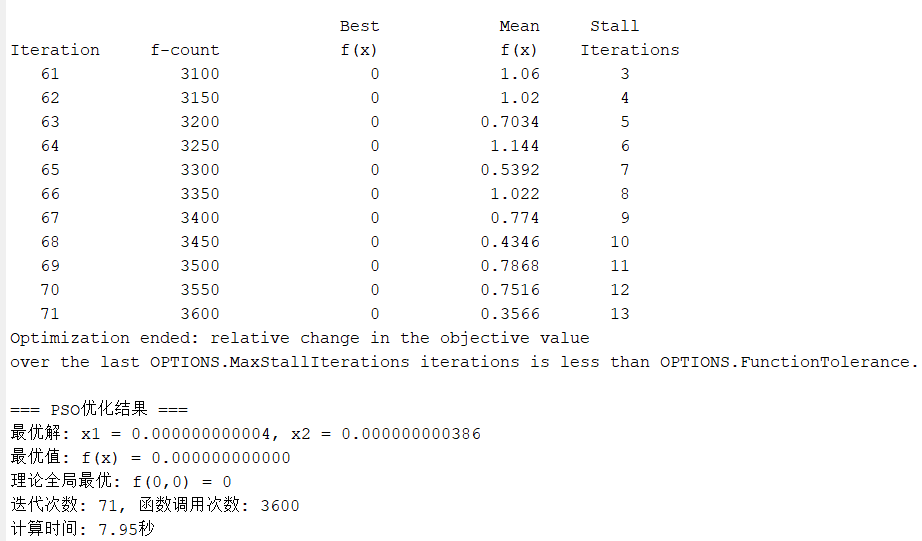 Best Mean Stall
Iteration f-count f(x) f(x) Iterations
61 3100 0 1.06 3
62 3150 0 1.02 4
63 3200 0 0.7034 5
64 3250 0 1.144 6
65 3300 0 0.5392 7
66 3350 0 1.022 8
67 3400 0 0.774 9
68 3450 0 0.4346 10
69 3500 0 0.7868 11
70 3550 0 0.7516 12
71 3600 0 0.3566 13
Optimization ended: relative change in the objective value
over the last OPTIONS.MaxStallIterations iterations is less than OPTIONS.FunctionTolerance.
=== PSO优化结果 ===
最优解: x1 = 0.000000000004, x2 = 0.000000000386
最优值: f(x) = 0.000000000000
理论全局最优: f(0,0) = 0
迭代次数: 71, 函数调用次数: 3600
计算时间: 7.95秒